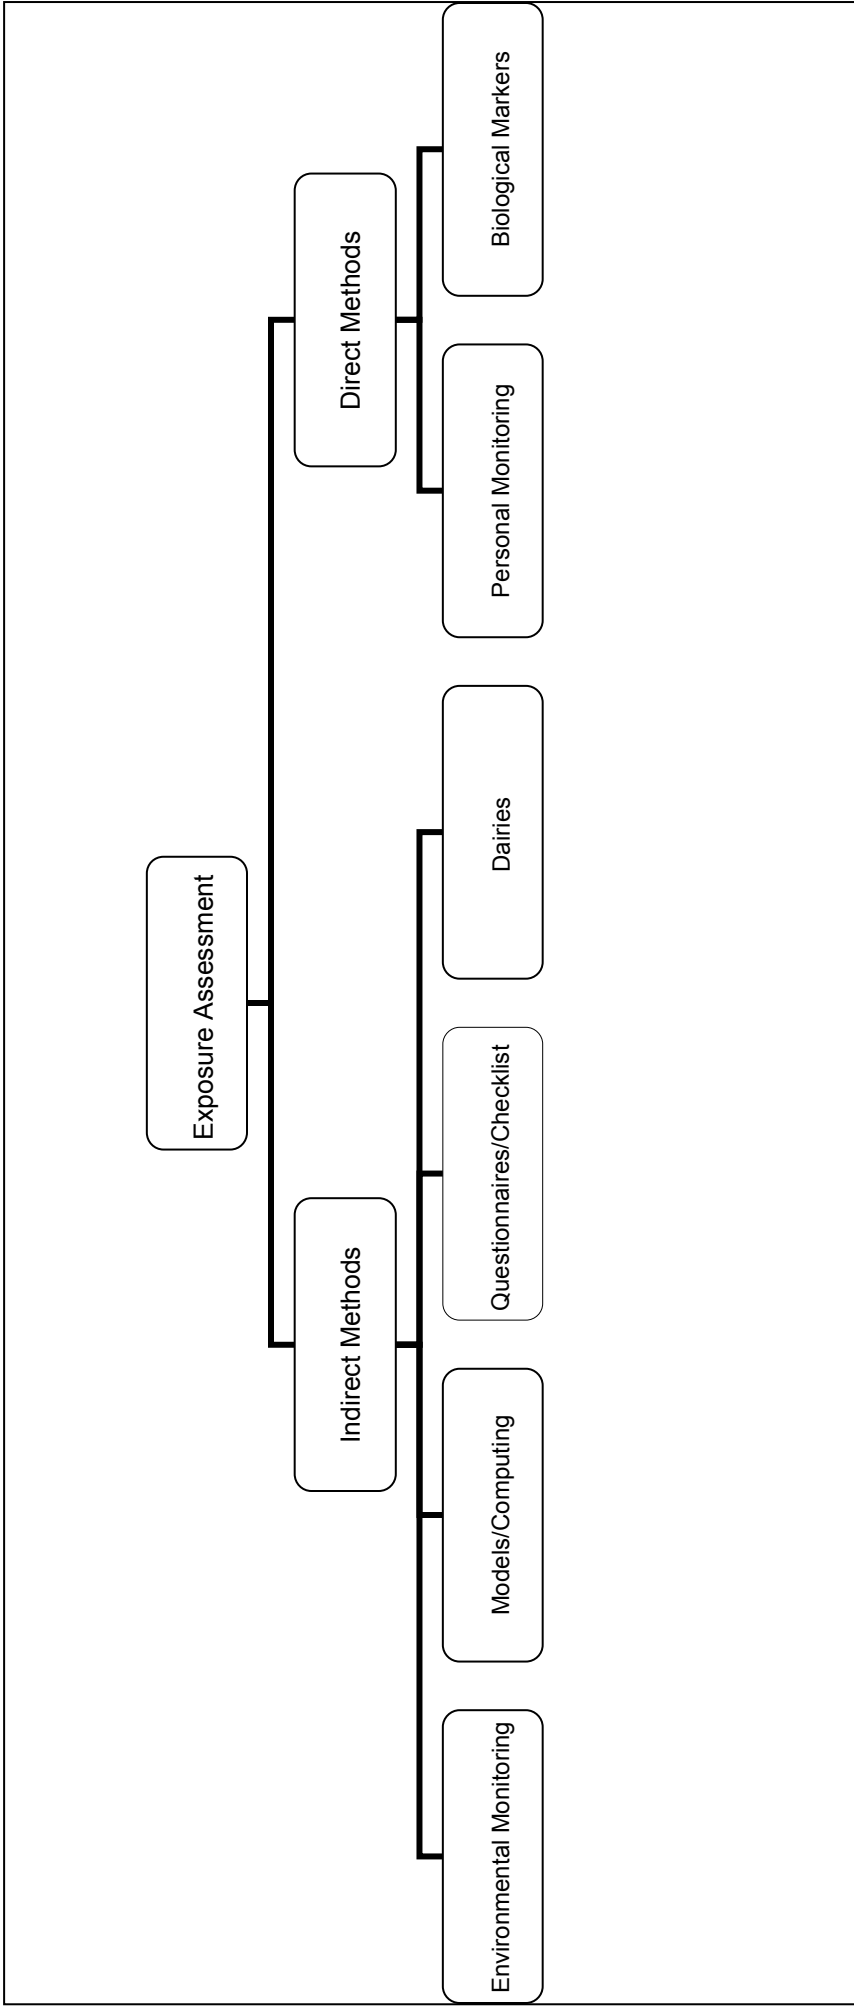 Exposure Assessment
Indirect Methods
Direct Methods
Environmental Monitoring
Models/Computing
Questionnaires/Checklist
Dairies
Personal Monitoring
Biological Markers